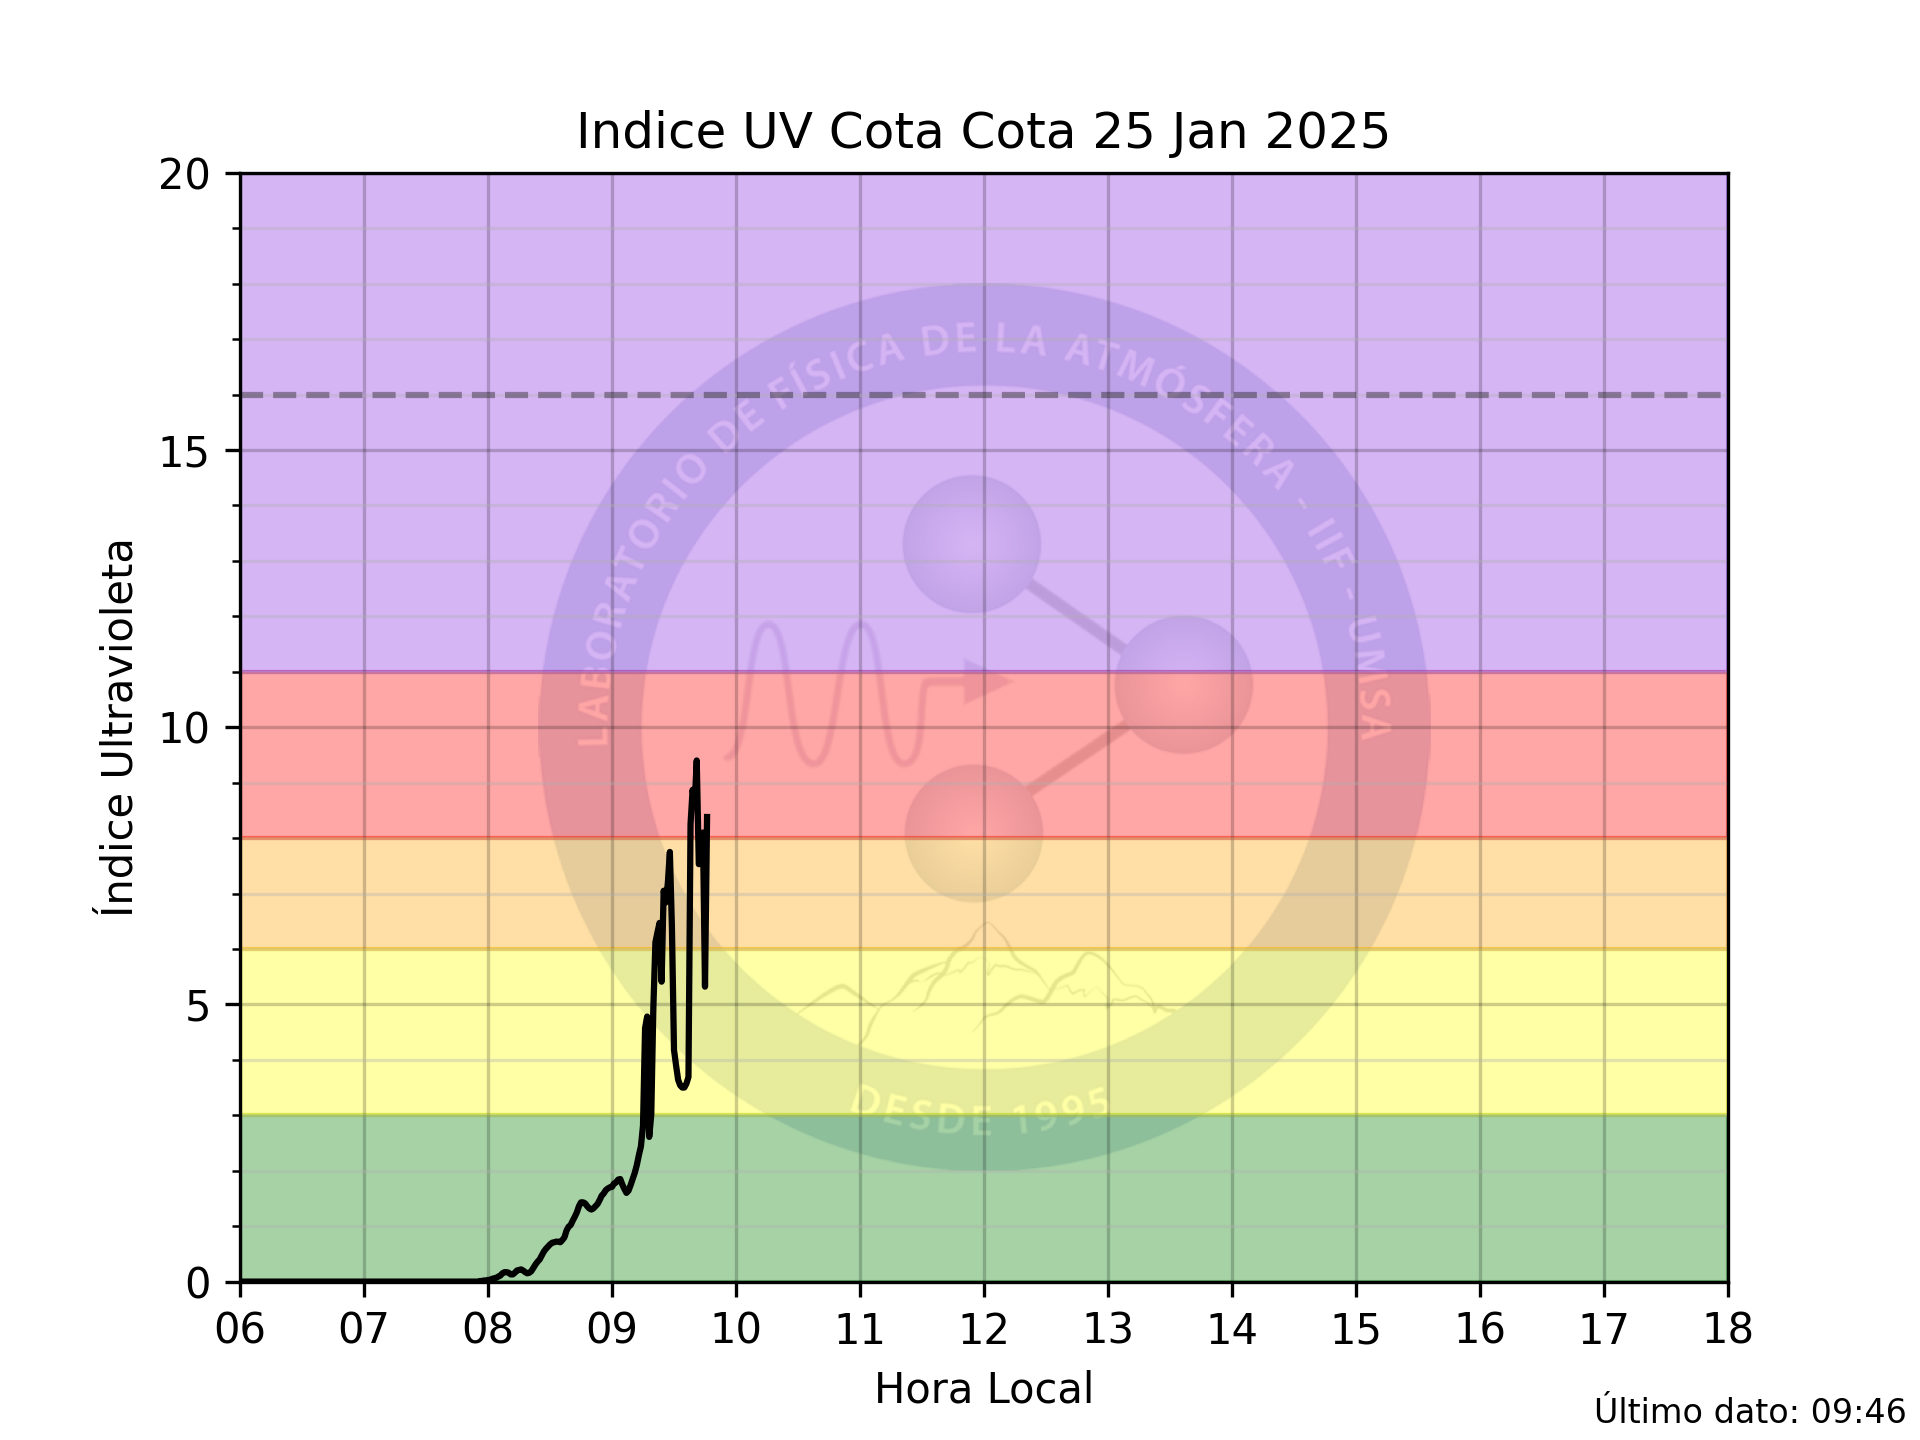 Indice UV Cota Cota 25 Jan 2025
20
15
10
5
0
Índice Ultravioleta
LABORATORIO DE FÍSICA DE LA ATMÓSFERA - IIF - UMSA
DESDE 1995
06 07 08 09 10 11 12 13 14 15 16 17 18
Hora Local
Último dato: 09:46